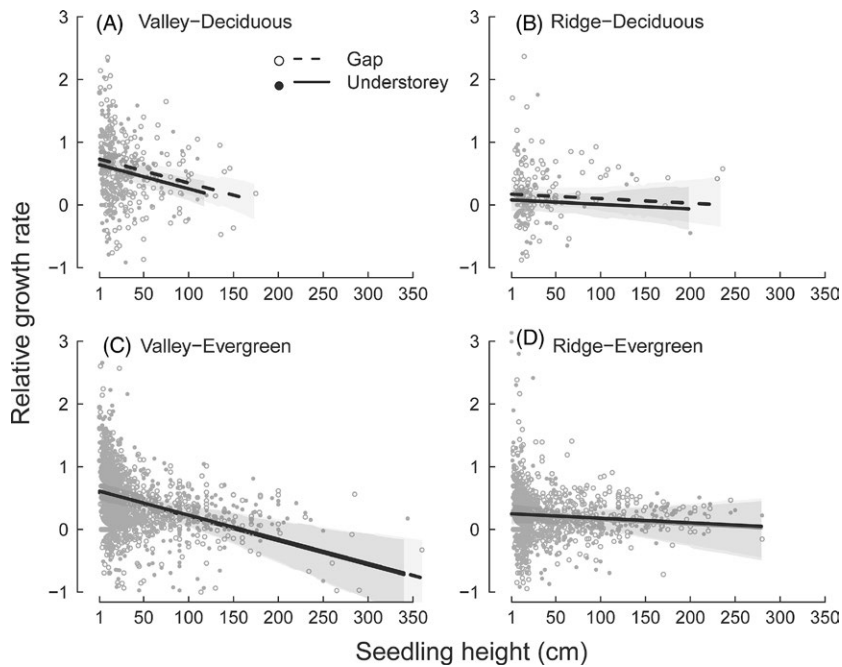 (A) Valley−Deciduous
Gap
Understorey
3
2
1
0
−1
1 50 100 150 200 250 300 350
(B) Ridge−Deciduous
3
2
1
0
−1
1 50 100 150 200 250 300 350
(C) Valley−Evergreen
3
2
1
0
−1
1 50 100 150 200 250 300 350
(D) Ridge−Evergreen
3
2
1
0
−1
1 50 100 150 200 250 300 350
Relative growth rate
Seedling height (cm)